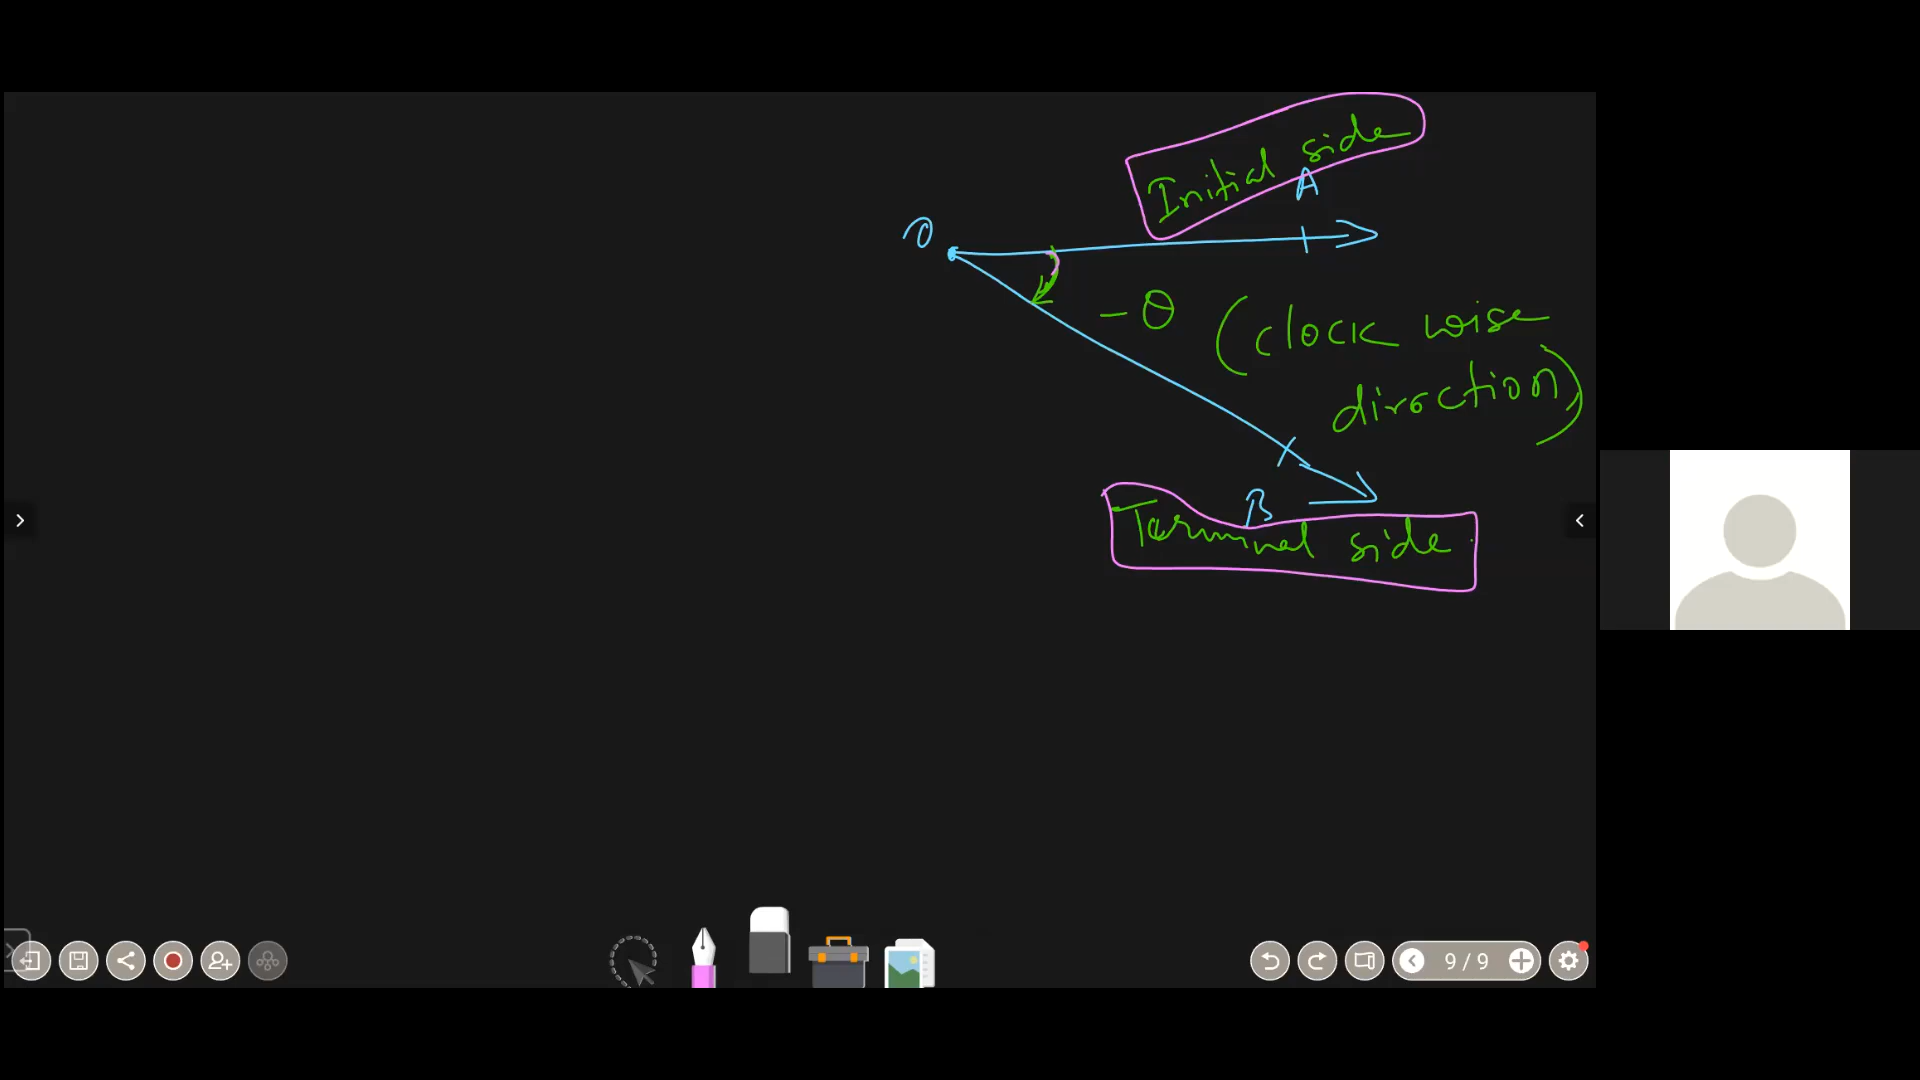 Initial side
A
O
- θ (clock wise
direction)
B
Terminal side
9 / 9